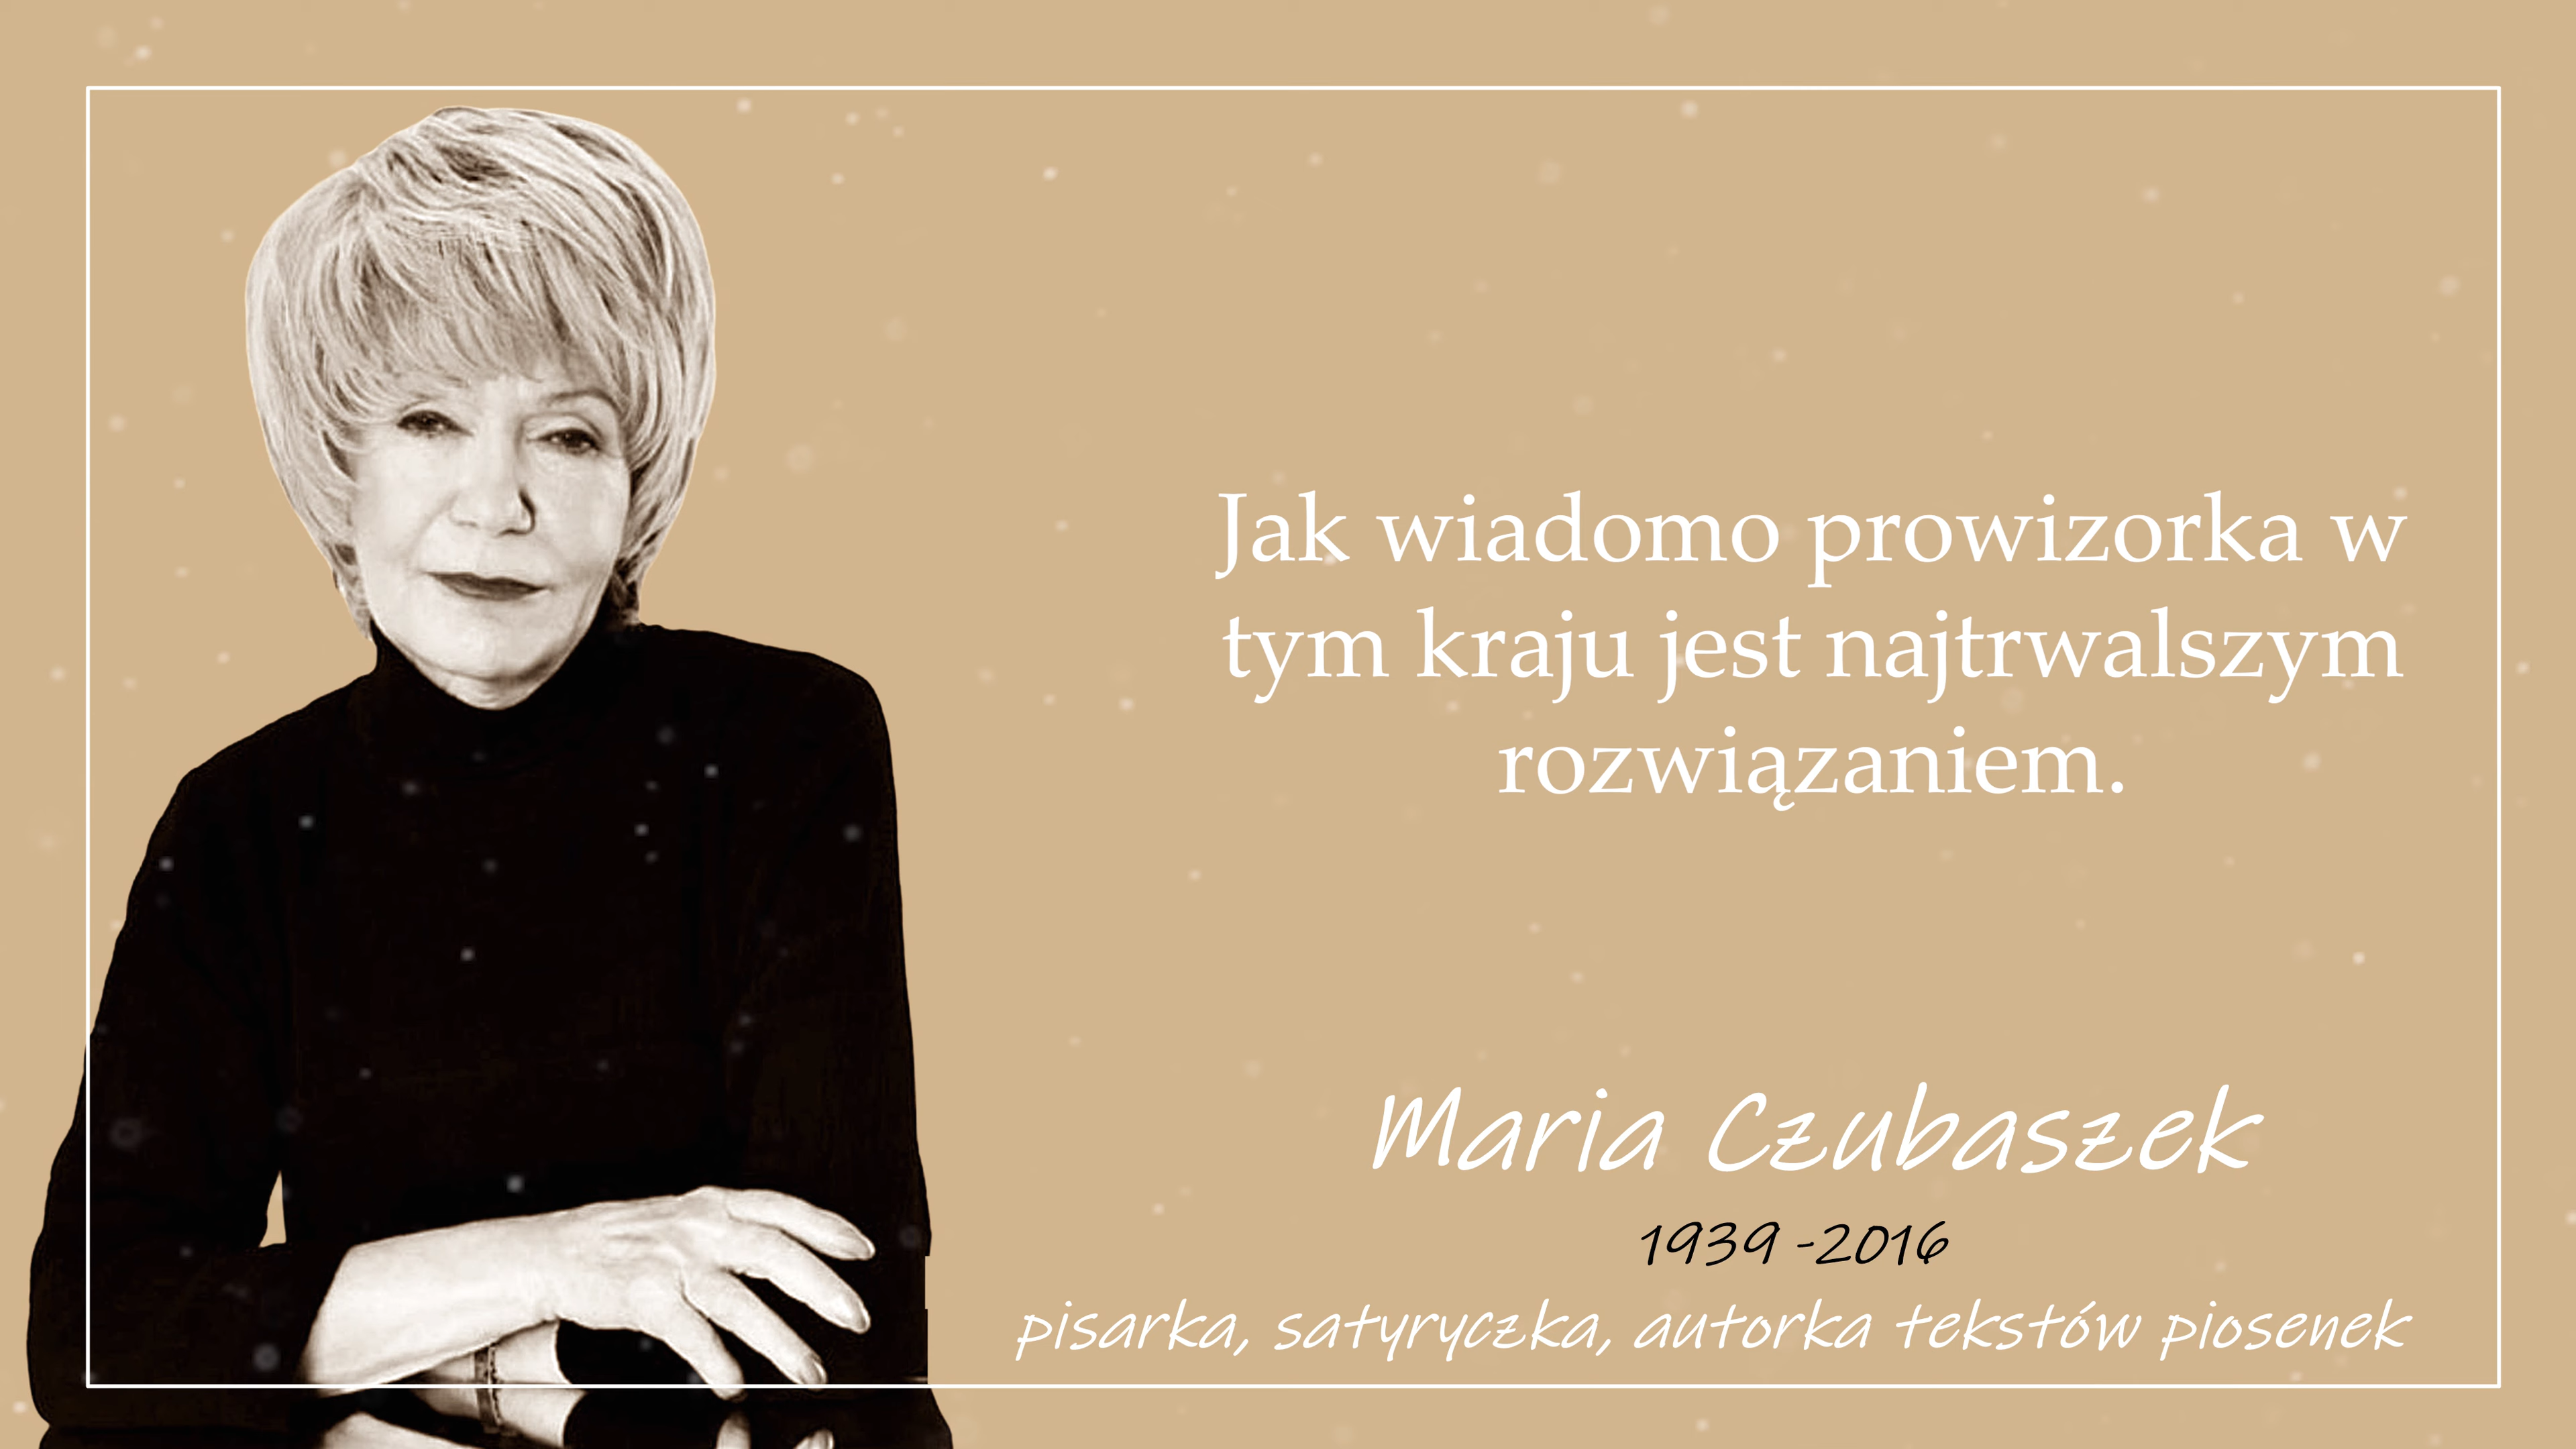 Jak wiadomo prowizorka w
tym kraju jest najtrwalszym
rozwiązaniem.
Maria Czubaszek
1939 -2016
pisarka, satyryczka, autorka tekstów piosenek